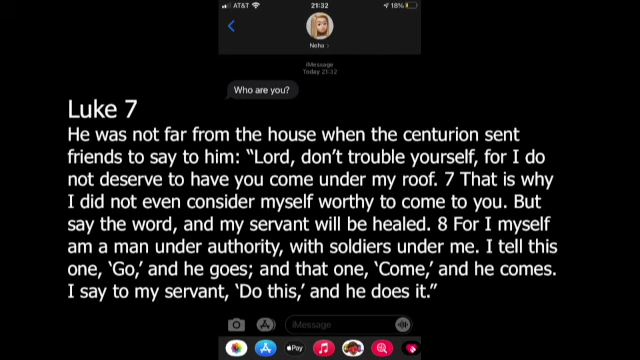 AT&T
21:32
18%
Neha
iMessage
Today 21:32
Who are you?
Luke 7
He was not far from the house when the centurion sent
friends to say to him: “Lord, don’t trouble yourself, for I do
not deserve to have you come under my roof. 7 That is why
I did not even consider myself worthy to come to you. But
say the word, and my servant will be healed. 8 For I myself
am a man under authority, with soldiers under me. I tell this
one, ‘Go,’ and he goes; and that one, ‘Come,’ and he comes.
I say to my servant, ‘Do this,’ and he does it.”
iMessage
Pay